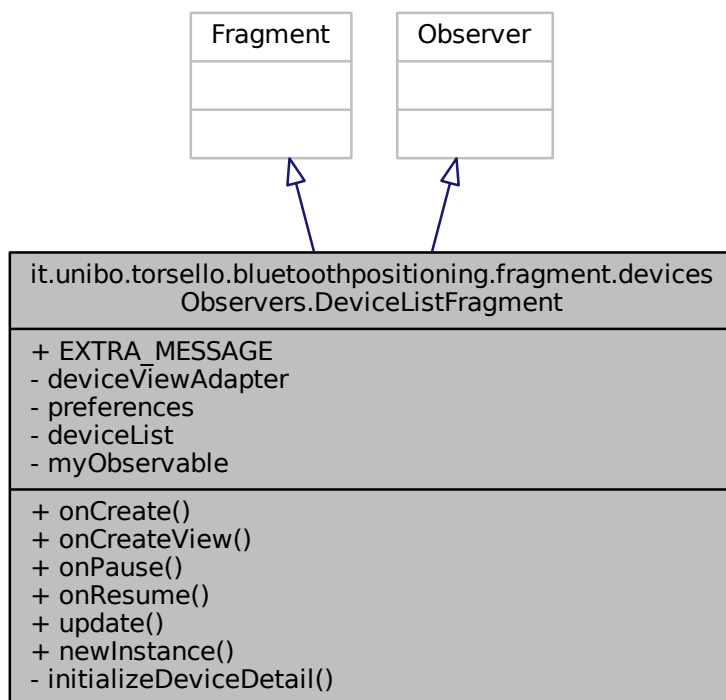 Fragment
Observer
it.unibo.torsello.bluetoothpositioning.fragment.devices
Observers.DeviceListFragment
+ EXTRA_MESSAGE
- deviceViewAdapter
- preferences
- deviceList
- myObservable
+ onCreate()
+ onCreateView()
+ onPause()
+ onResume()
+ update()
+ newInstance()
- initializeDeviceDetail()